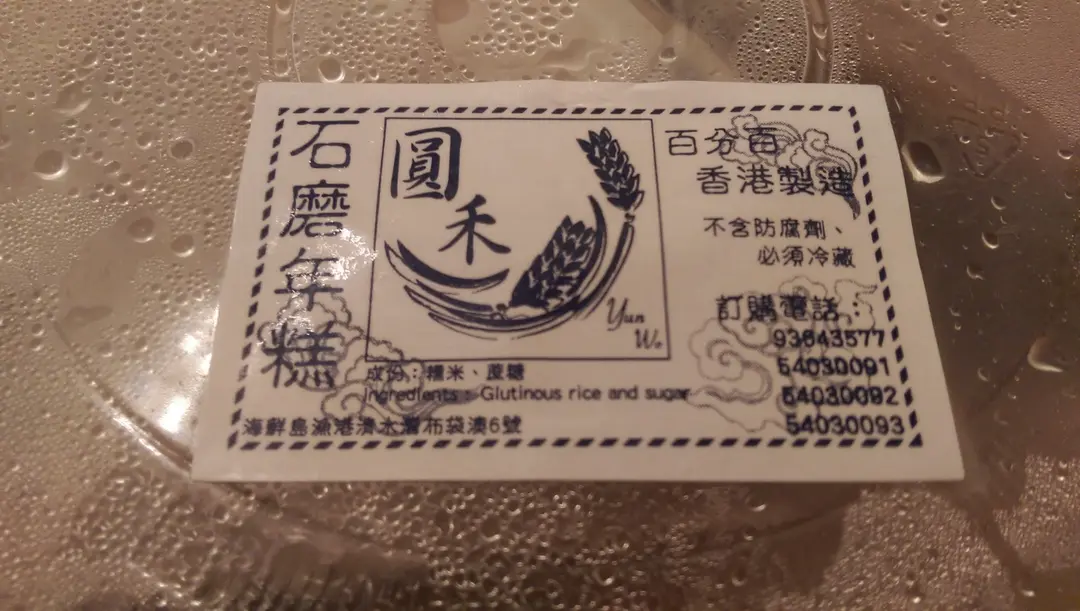 石磨年糕
圓禾
Yun
Wo
百分百
香港製造
不含防腐劑、
必須冷藏
訂購電話：
93643577
54030091
54030092
54030093
成份：糯米、蔗糖
Ingredients : Glutinous rice and sugar
海鮮島漁港清水灣布袋澳6號